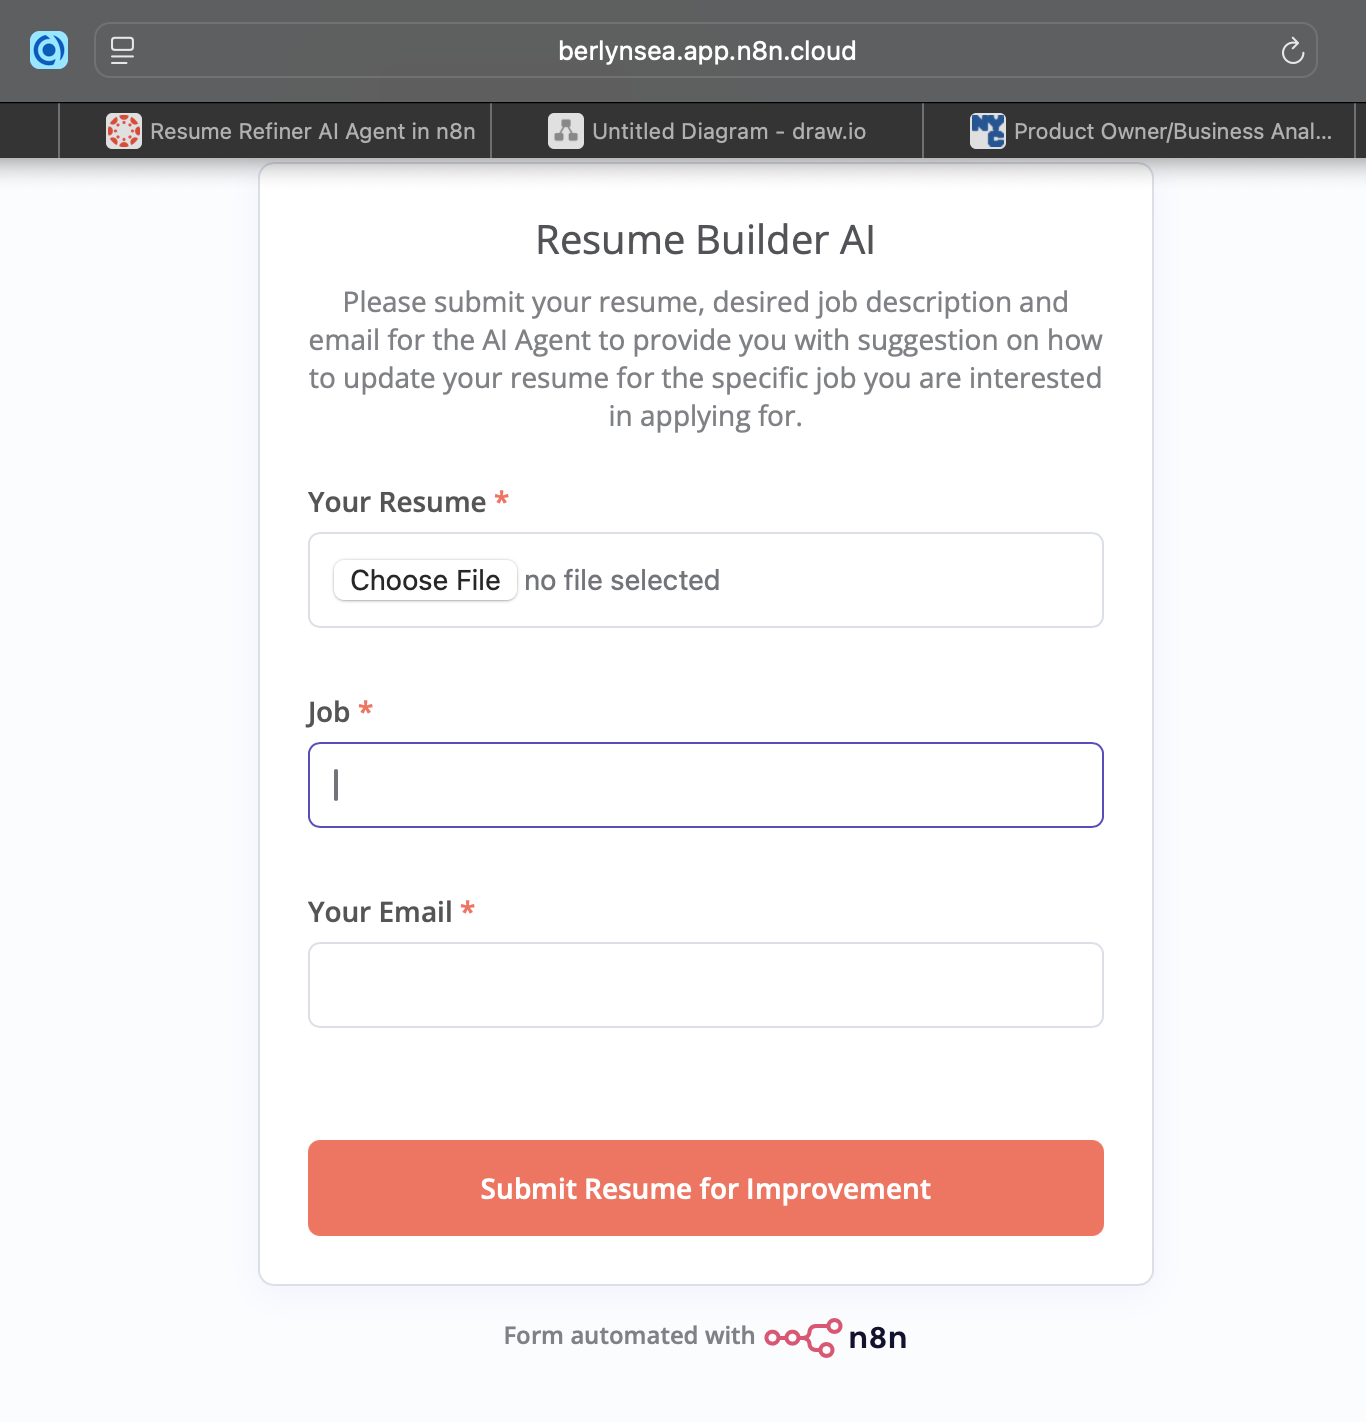 berlynsea.app.n8n.cloud
Resume Refiner AI Agent in n8n
Untitled Diagram - draw.io
NYC
Product Owner/Business Anal...
Resume Builder AI
Please submit your resume, desired job description and
email for the AI Agent to provide you with suggestion on how
to update your resume for the specific job you are interested
in applying for.
Your Resume *
Choose File no file selected
Job *
Your Email *
Submit Resume for Improvement
Form automated with n8n